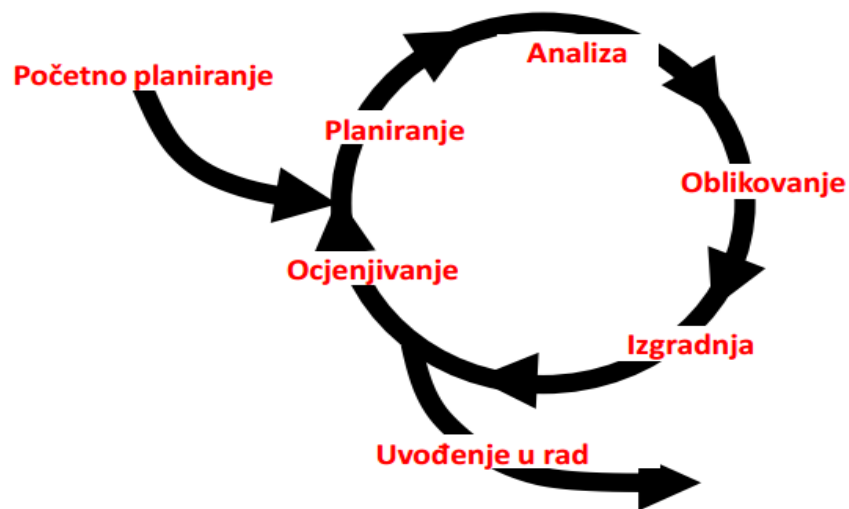 Početno planiranje
Analiza
Planiranje
Oblikovanje
Ocjenjivanje
Izgradnja
Uvođenje u rad